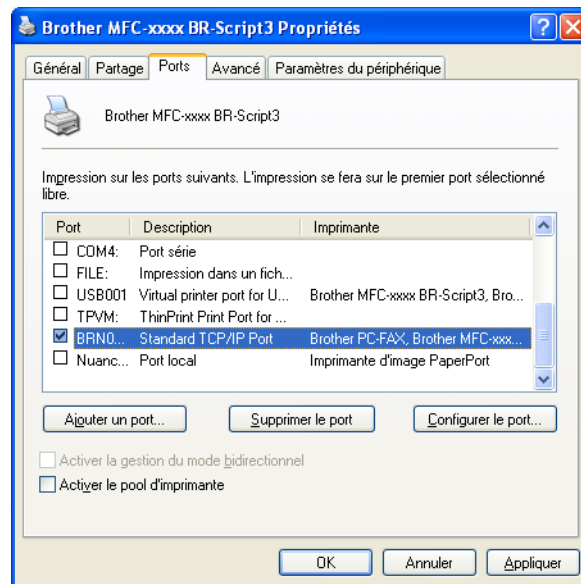 Brother MFC-xxxx BR-Script3 Propriétés
Général Partage Ports Avancé Paramètres du périphérique
Brother MFC-xxxx BR-Script3
Impression sur les ports suivants. L'impression se fera sur le premier port sélectionné
libre.
Port Description Imprimante
COM4: Port série
FILE: Impression dans un fich...
USB001 Virtual printer port for U... Brother MFC-xxxx BR-Script3, Bro...
TPVM: ThinPrint Print Port for ...
BRN0... Standard TCP/IP Port Brother PC-FAX, Brother MFC-xxx...
Nuanc... Port local Imprimante d'image PaperPort
Ajouter un port... Supprimer le port Configurer le port...
Activer la gestion du mode bidirectionnel
Activer le pool d'imprimante
OK Annuler Appliquer